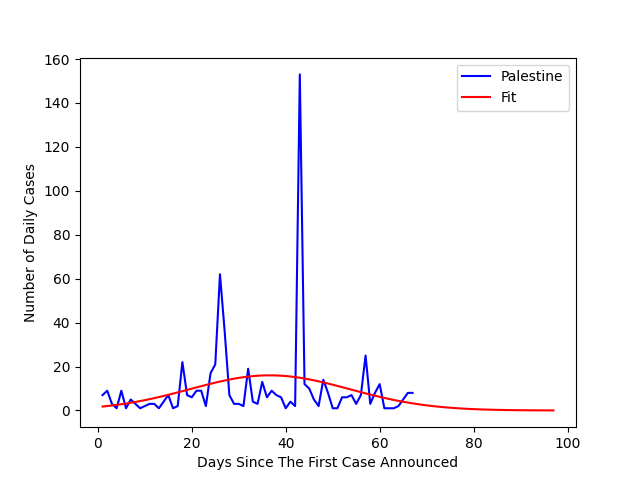 Palestine
Fit
160
140
120
100
80
60
40
20
0
Number of Daily Cases
0 20 40 60 80 100
Days Since The First Case Announced